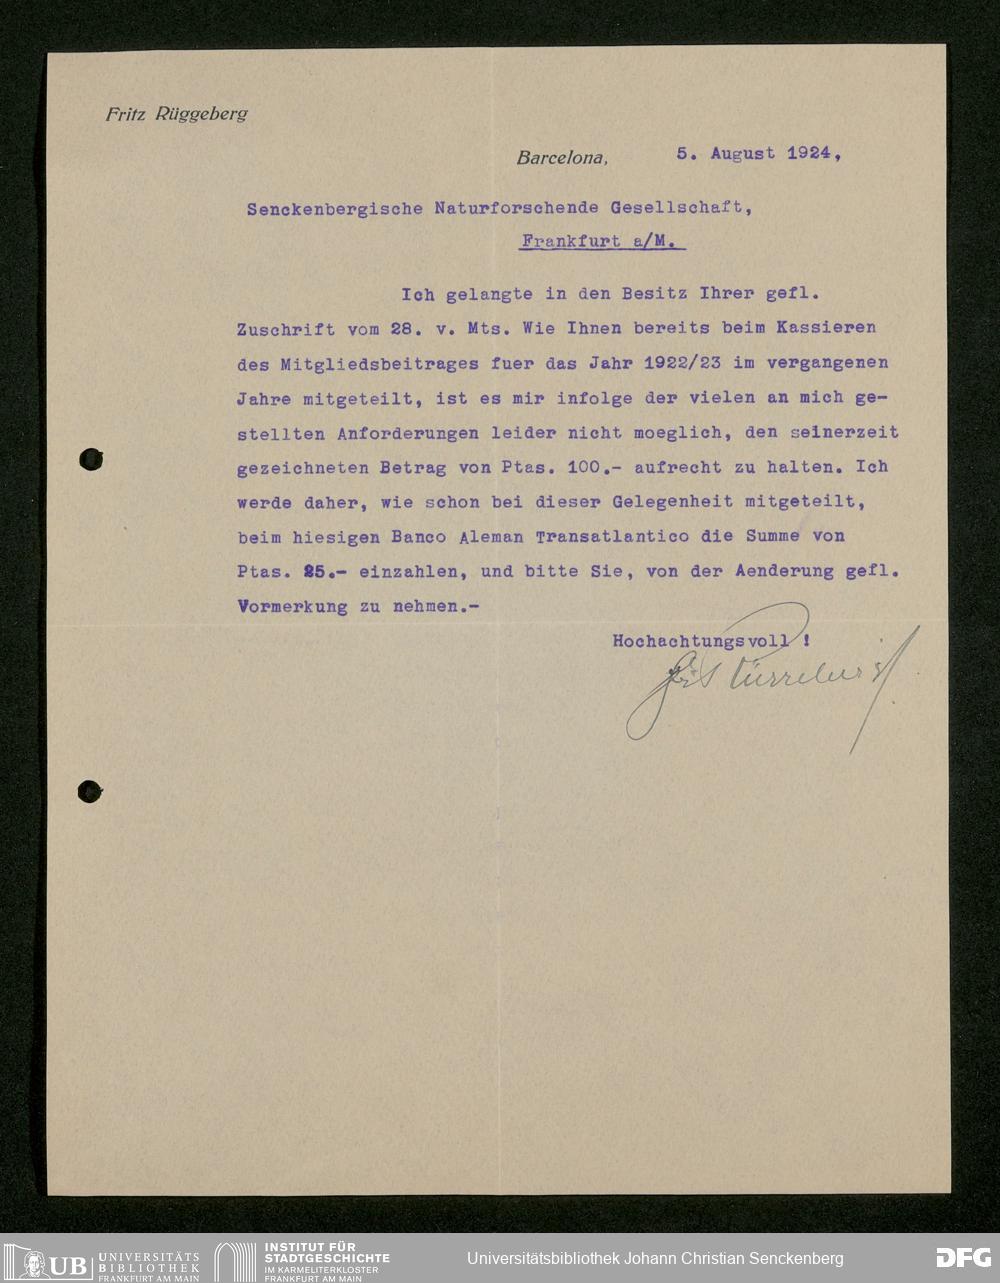 Fritz Rüggeberg
Barcelona, 5. August 1924,
Senckenbergische Naturforschende Gesellschaft,
Frankfurt a/M.
Ich gelangte in den Besitz Ihrer gefl.
Zuschrift vom 28. v. Mts. Wie Ihnen bereits beim Kassieren
des Mitgliedsbeitrages fuer das Jahr 1922/23 im vergangenen
Jahre mitgeteilt, ist es mir infolge der vielen an mich ge-
stellten Anforderungen leider nicht moeglich, den seinerzeit
gezeichneten Betrag von Ptas. 100.- aufrecht zu halten. Ich
werde daher, wie schon bei dieser Gelegenheit mitgeteilt,
beim hiesigen Banco Aleman Transatlantico die Summe von
Ptas. 25.- einzahlen, und bitte Sie, von der Aenderung gefl.
Vormerkung zu nehmen.-
Hochachtungsvoll !
Fritz Rüggeberg
UB UNIVERSITÄTS
BIBLIOTHEK
FRANKFURT AM MAIN
INSTITUT FÜR
STADTGESCHICHTE
IM KARMELITERKLOSTER
FRANKFURT AM MAIN
Universitätsbibliothek Johann Christian Senckenberg
DFG